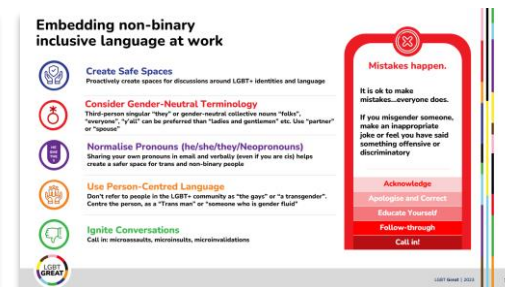 Embedding non-binary
inclusive language at work
Create Safe Spaces
Proactively create spaces for discussions around LGBT+ identities and language
Consider Gender-Neutral Terminology
Third-person singular "they" or gender-neutral collective nouns "folks",
"everyone", "y'all" can be preferred than "ladies and gentlemen" etc. Use "partner"
or "spouse"
Normalise Pronouns (he/she/they/Neopronouns)
Sharing your own pronouns in email and verbally (even if you are cis) helps
create a safer space for trans and non-binary people
Use Person-Centred Language
Don't refer to people in the LGBT+ community as "the gays" or "a transgender".
Centre the person, as a "Trans man" or "someone who is gender fluid"
Ignite Conversations
Call in: microassaults, microinsults, microinvalidations
LGBT
GREAT
Mistakes happen.
It is ok to make
mistakes...everyone does.
If you misgender someone,
make an inappropriate
joke or feel you have said
something offensive or
discriminatory
Acknowledge
Apologise and Correct
Educate Yourself
Follow-through
Call in!
LGBT Great | 2023